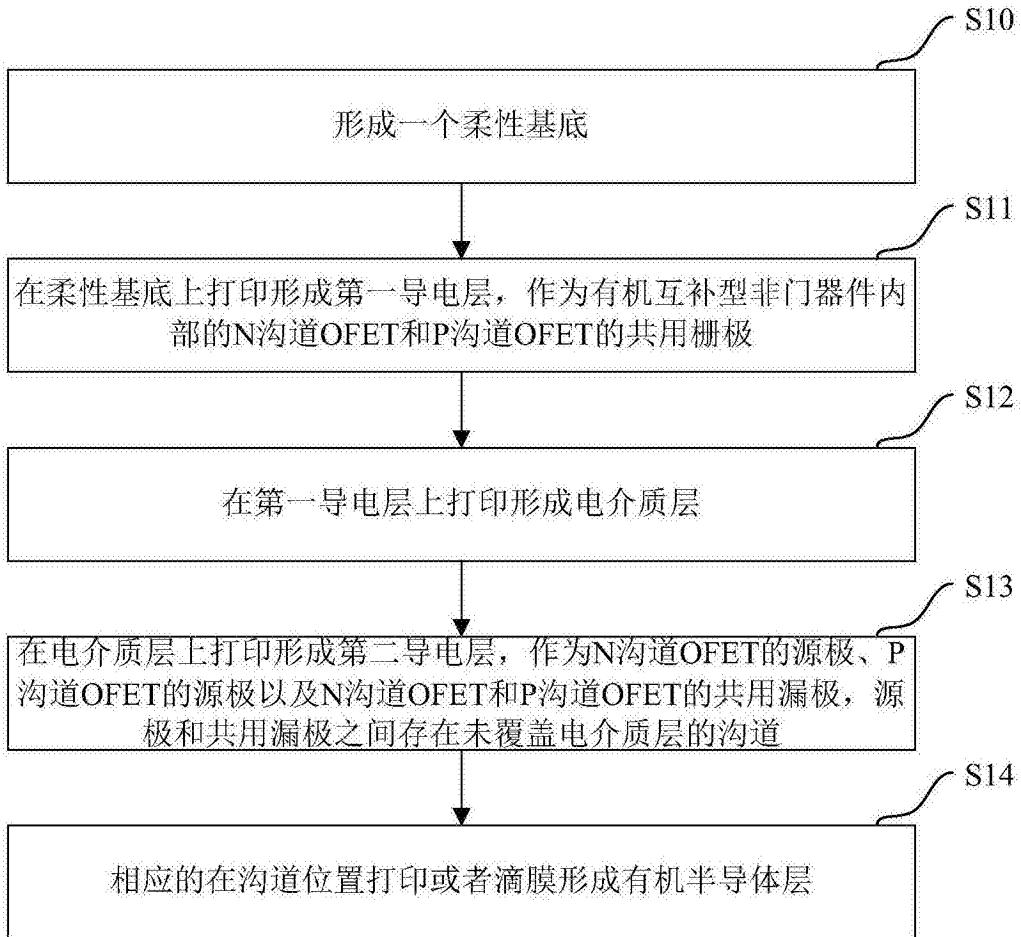 S10
形成一个柔性基底
S11
在柔性基底上打印形成第一导电层，作为有机互补型非门器件内
部的N沟道OFET和P沟道OFET的共用栅极
S12
在第一导电层上打印形成电介质层
S13
在电介质层上打印形成第二导电层，作为N沟道OFET的源极、P
沟道OFET的源极以及N沟道OFET和P沟道OFET的共用漏极，源
极和共用漏极之间存在未覆盖电介质层的沟道
S14
相应的在沟道位置打印或者滴膜形成有机半导体层